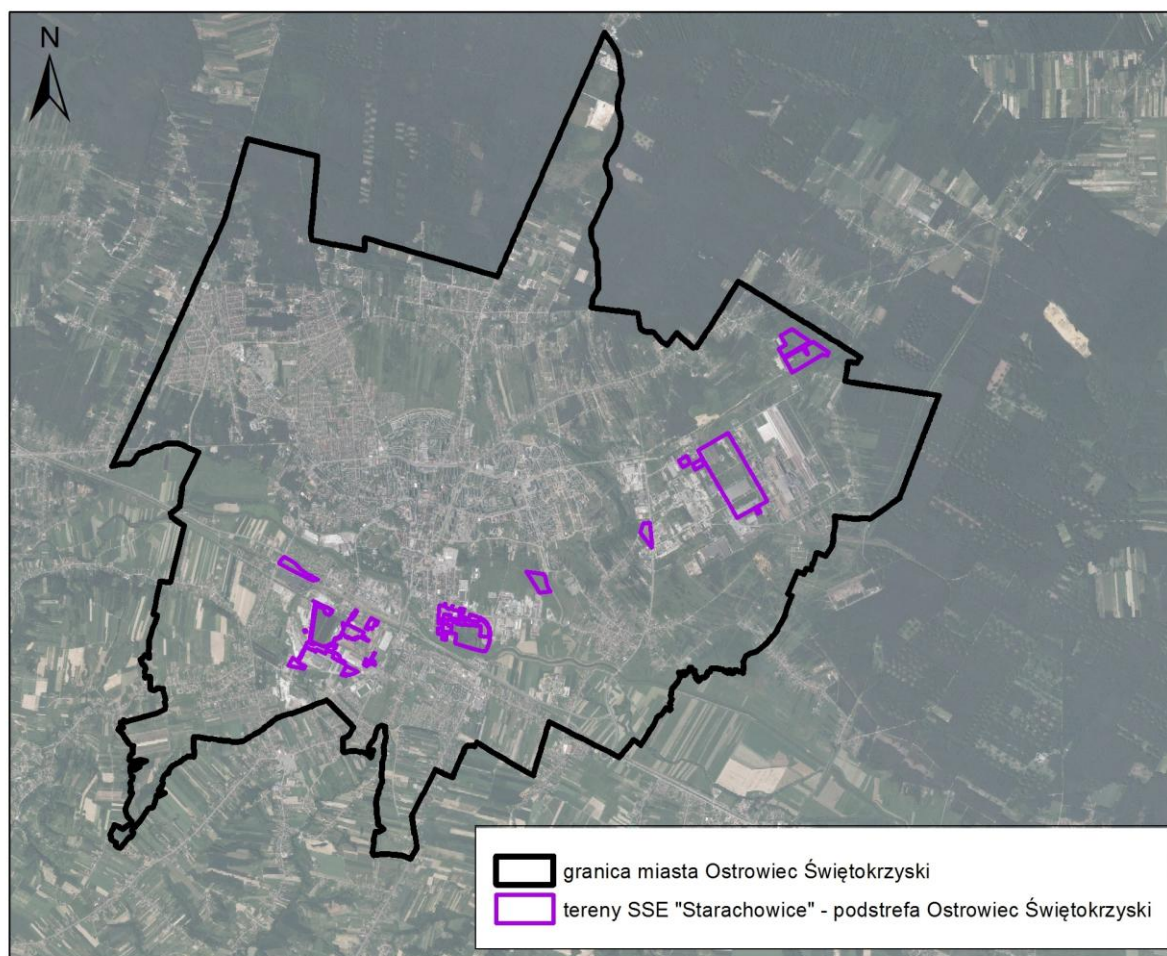 N
granica miasta Ostrowiec Świętokrzyski
tereny SSE "Starachowice" - podstrefa Ostrowiec Świętokrzyski